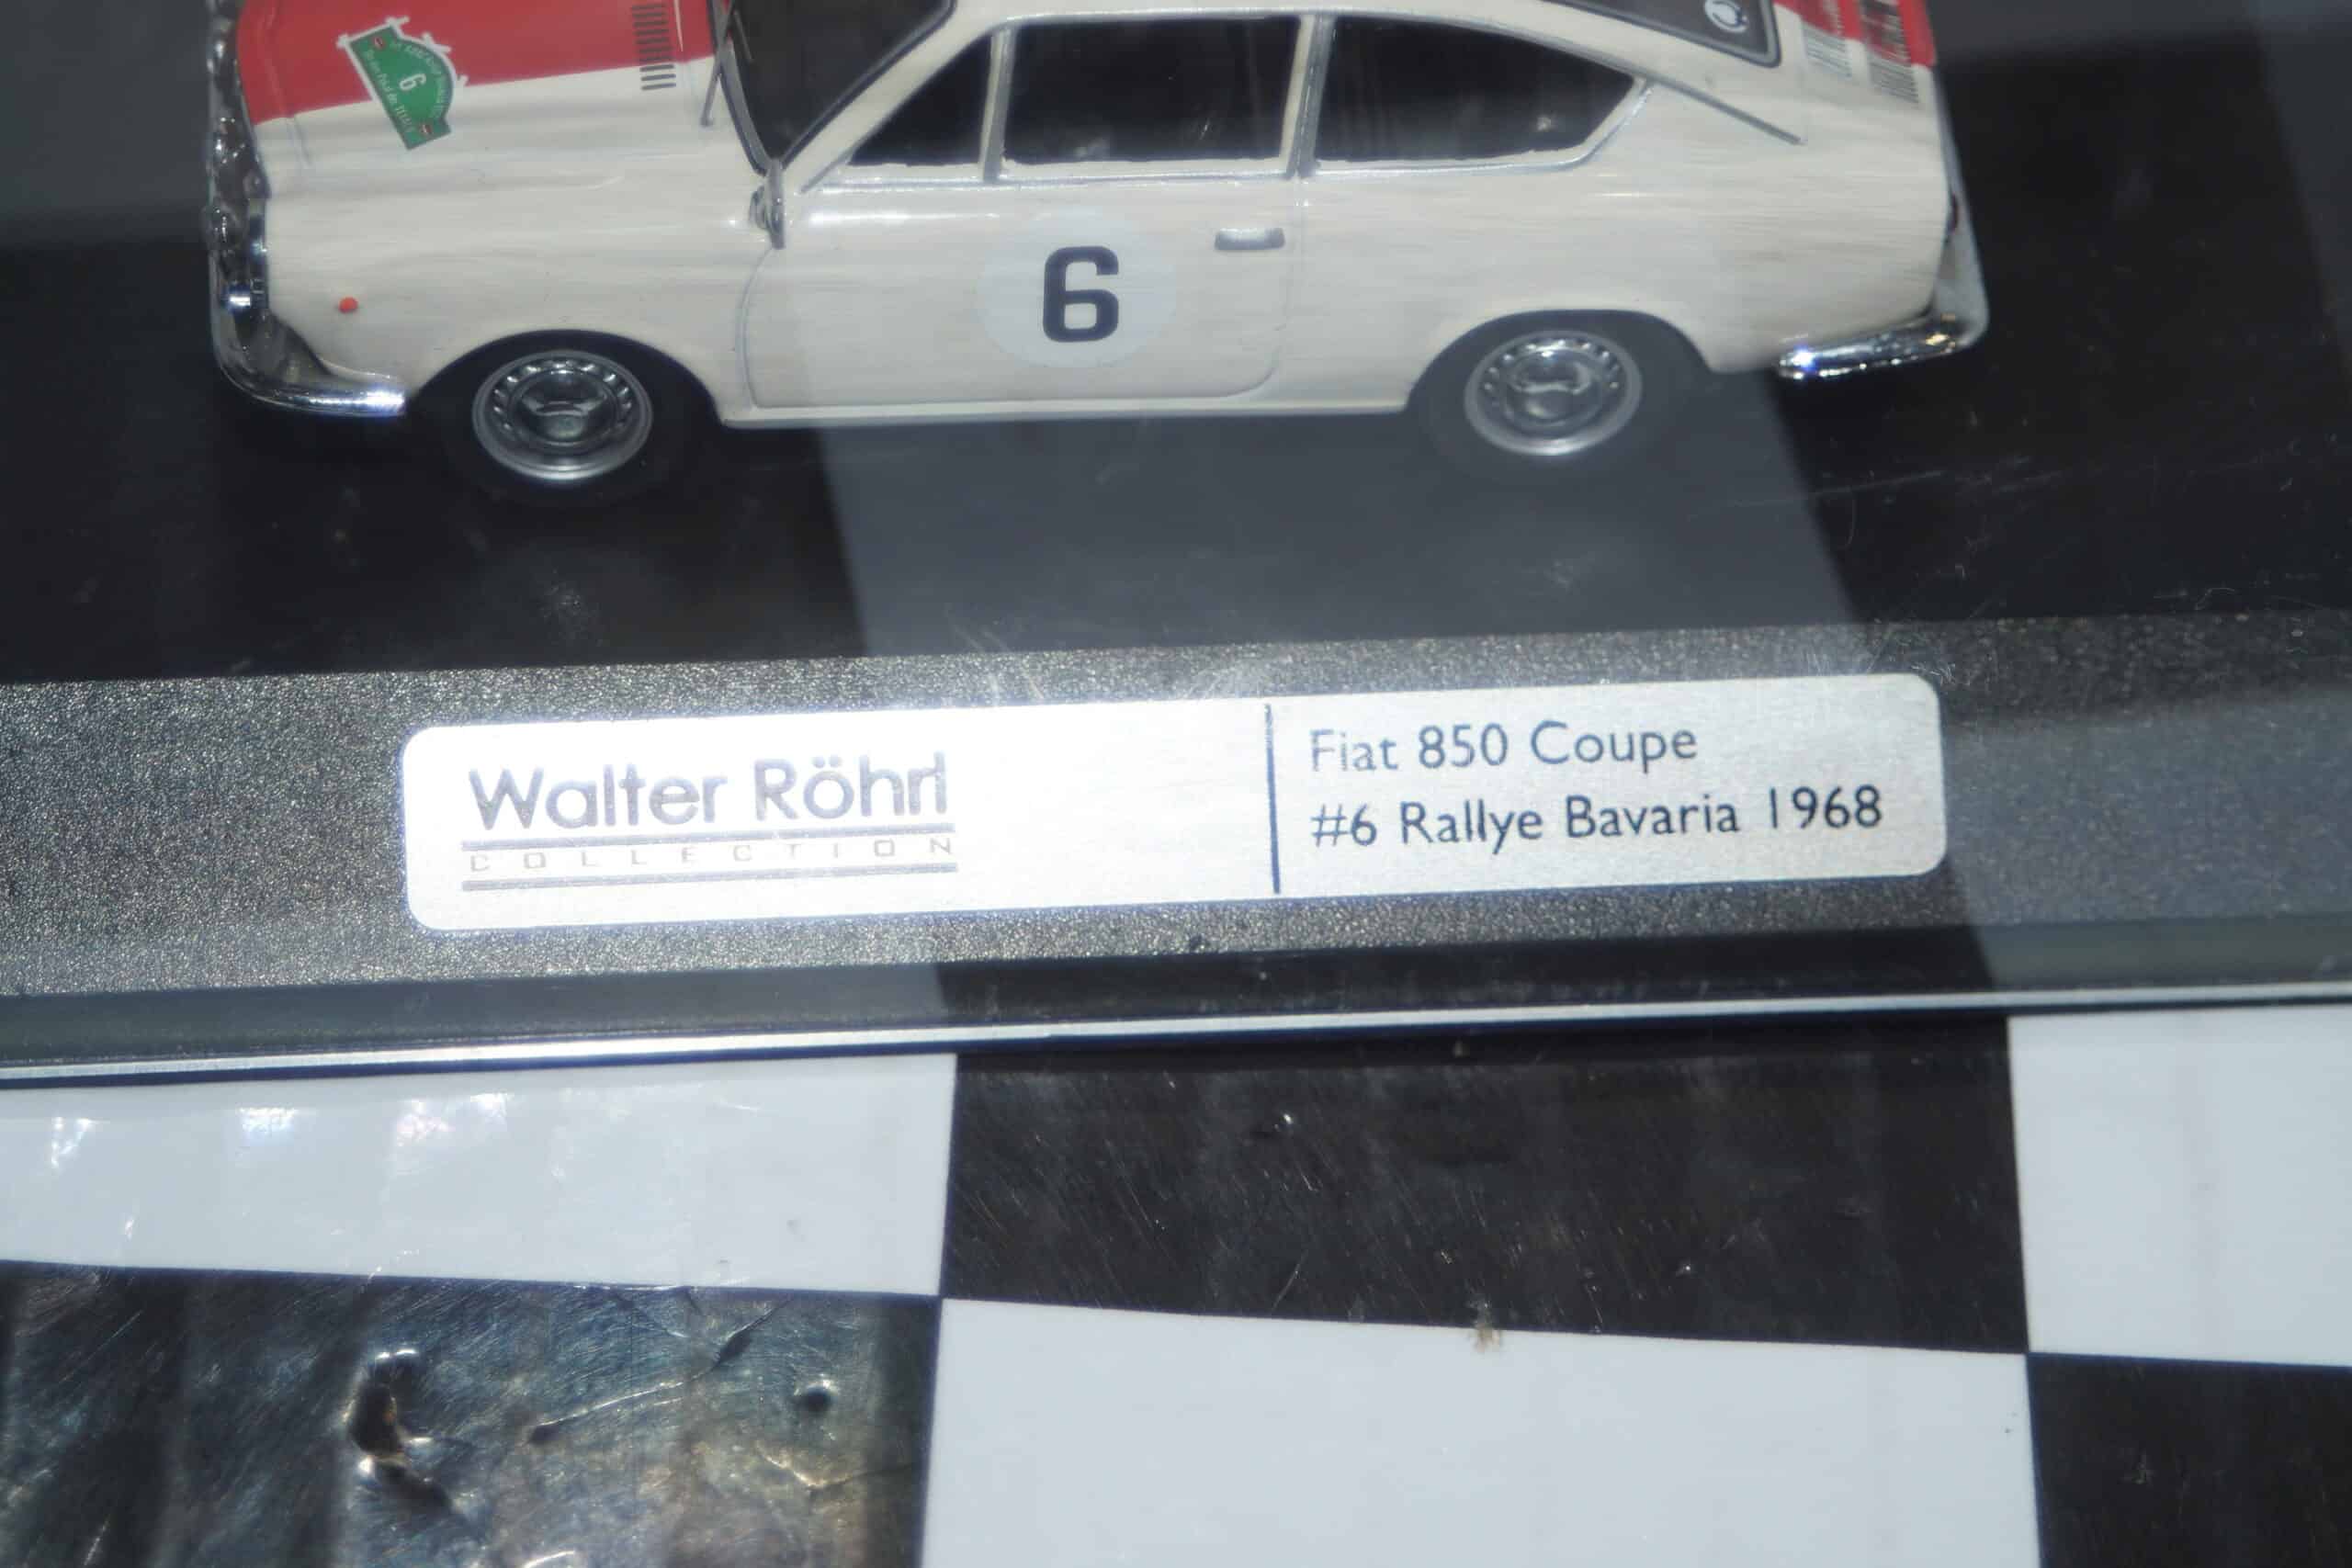 6
6
Walter Röhrl
COLLECTION
Fiat 850 Coupe
#6 Rallye Bavaria 1968